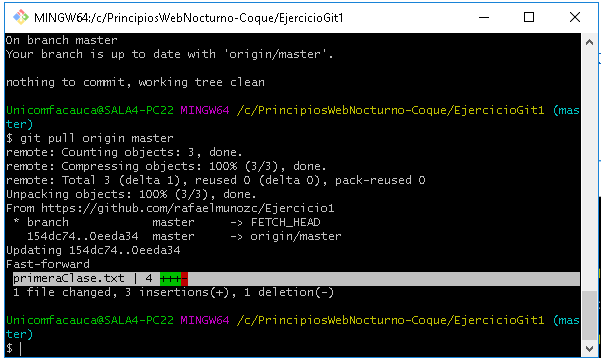 MINGW64:/c/PrincipiosWebNocturno-Coque/EjercicioGit1
On branch master
Your branch is up to date with 'origin/master'.
nothing to commit, working tree clean
Unicomfacauca@SALA4-PC22 MINGW64 /c/PrincipiosWebNocturno-Coque/EjercicioGit1 (mas
ter)
$ git pull origin master
remote: Counting objects: 3, done.
remote: Compressing objects: 100% (3/3), done.
remote: Total 3 (delta 1), reused 0 (delta 0), pack-reused 0
Unpacking objects: 100% (3/3), done.
From https://github.com/rafaelmunozc/Ejercicio1
 * branch            master     -> FETCH_HEAD
   154dc74..0eeda34  master     -> origin/master
Updating 154dc74..0eeda34
Fast-forward
 primeraClase.txt | 4 +++-
 1 file changed, 3 insertions(+), 1 deletion(-)
Unicomfacauca@SALA4-PC22 MINGW64 /c/PrincipiosWebNocturno-Coque/EjercicioGit1 (mas
ter)
$